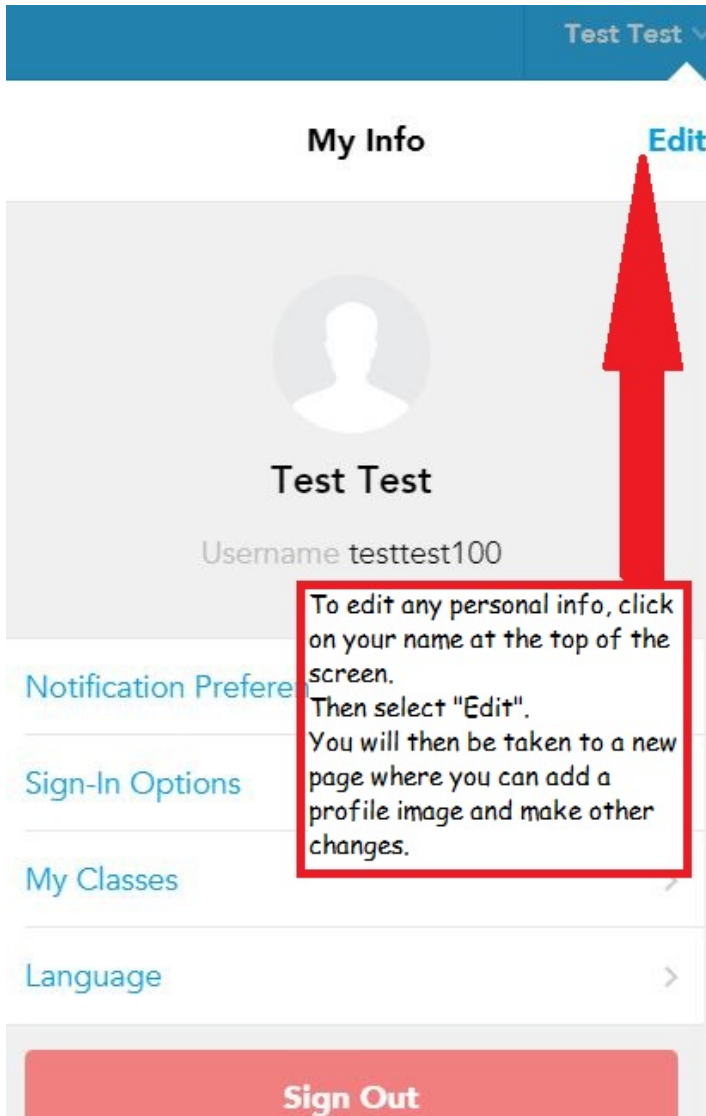 Test Test
My Info
Edit
Test Test
Username testtest100
To edit any personal info, click
on your name at the top of the
screen.
Then select "Edit".
You will then be taken to a new
page where you can add a
profile image and make other
changes.
Notification
Sign-In Options
My Classes
Language
Sign Out